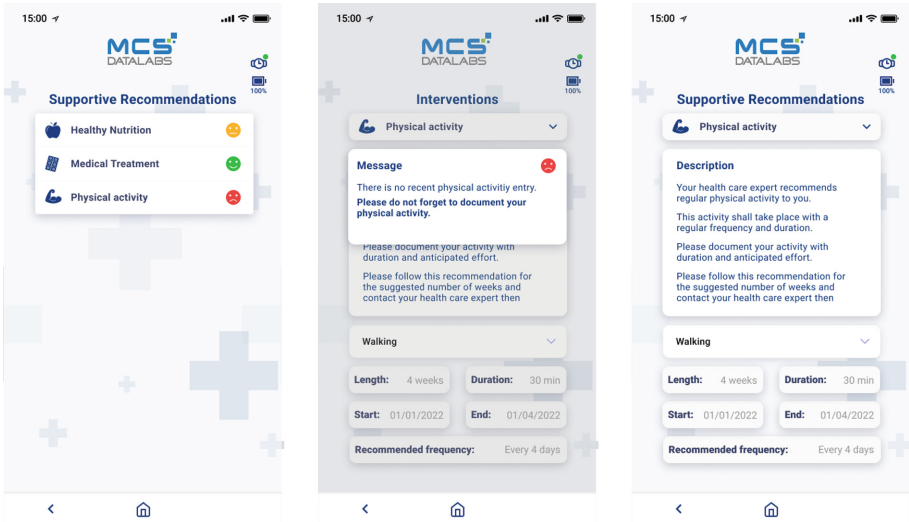 15:00
MCS
DATALABS
100%
Supportive Recommendations
Healthy Nutrition
Medical Treatment
Physical activity
15:00
MCS
DATALABS
100%
Interventions
Physical activity
Message
There is no recent physical activitiy entry.
Please do not forget to document your
physical activity.
Please document your activity with
duration and anticipated effort.
Please follow this recommendation for
the suggested number of weeks and
contact your health care expert then
Walking
Length: 4 weeks
Duration: 30 min
Start: 01/01/2022
End: 01/04/2022
Recommended frequency: Every 4 days
15:00
MCS
DATALABS
100%
Supportive Recommendations
Physical activity
Description
Your health care expert recommends
regular physical activity to you.
This activity shall take place with a
regular frequency and duration.
Please document your activity with
duration and anticipated effort.
Please follow this recommendation for
the suggested number of weeks and
contact your health care expert then
Walking
Length: 4 weeks
Duration: 30 min
Start: 01/01/2022
End: 01/04/2022
Recommended frequency: Every 4 days